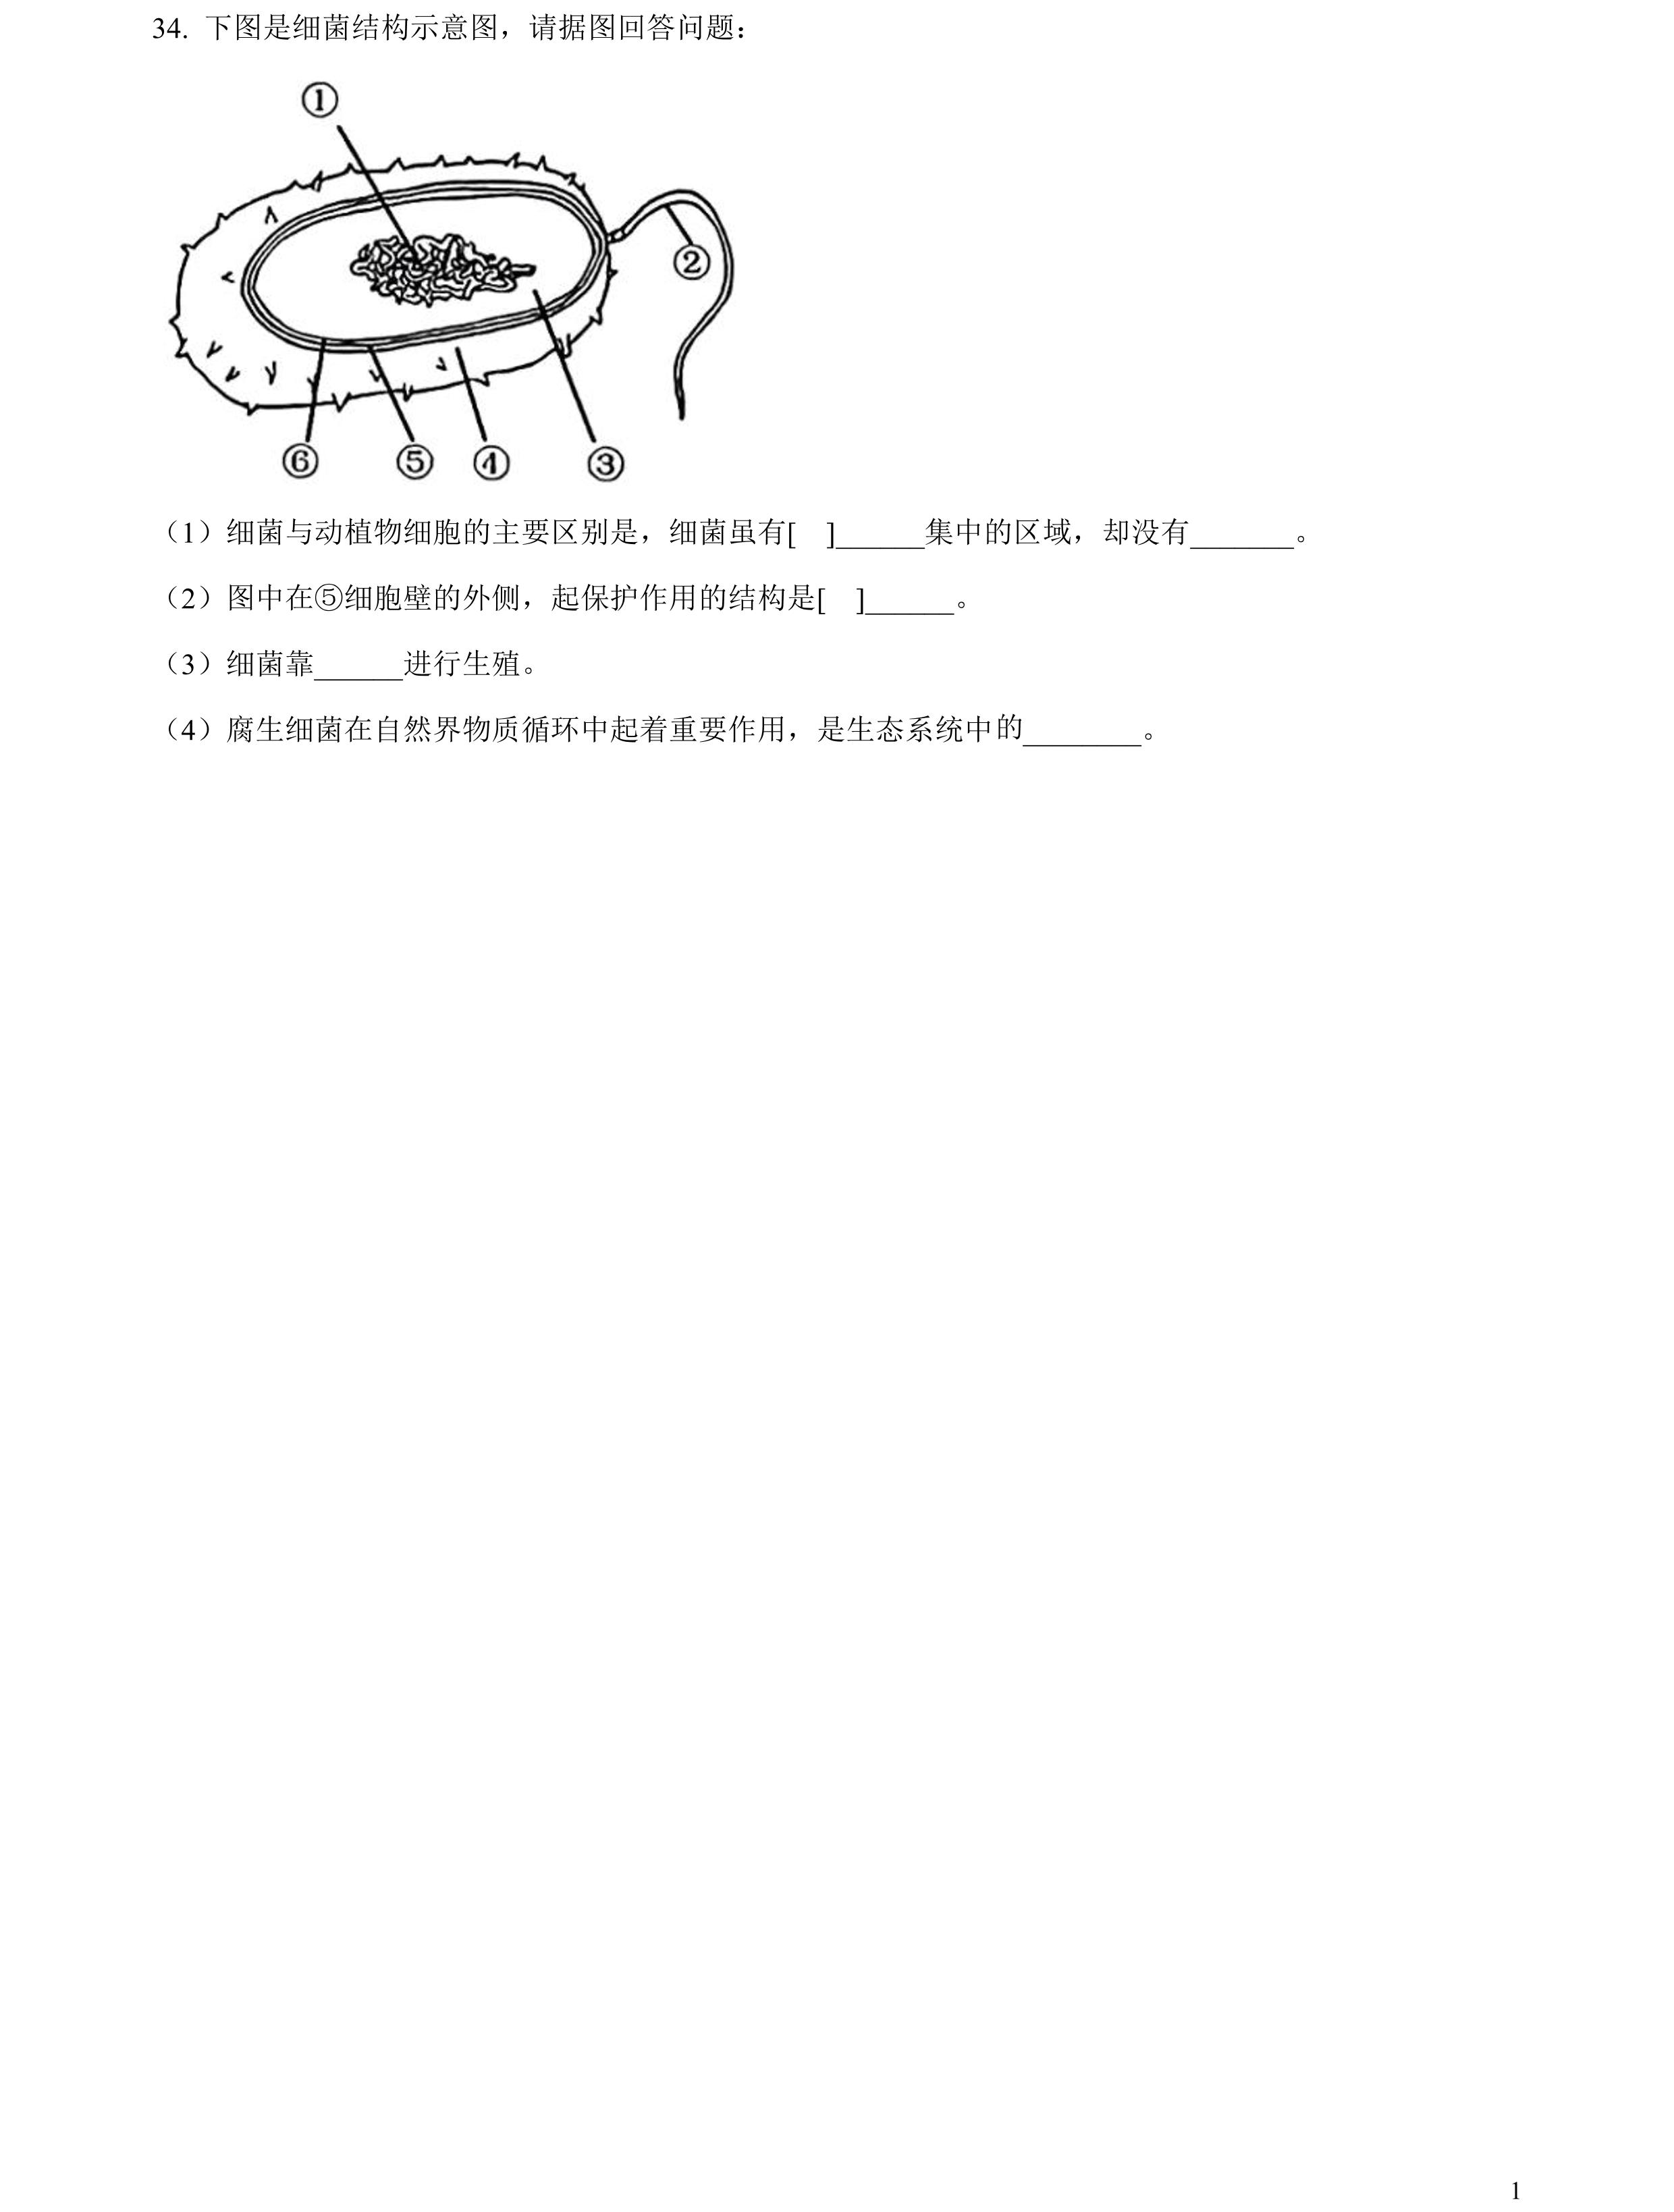 34. 下图是细菌结构示意图，请据图回答问题：
①
②
⑥ ⑤ ④ ③
（1）细菌与动植物细胞的主要区别是，细菌虽有[ ]______集中的区域，却没有_______。
（2）图中在⑤细胞壁的外侧，起保护作用的结构是[ ]______。
（3）细菌靠______进行生殖。
（4）腐生细菌在自然界物质循环中起着重要作用，是生态系统中的________。
1